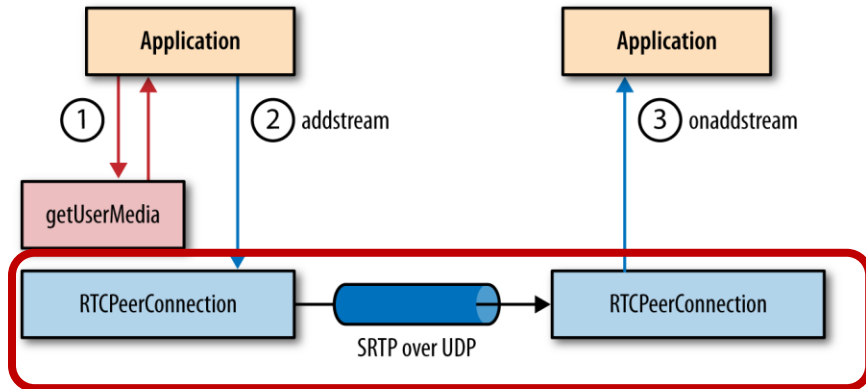 Application
Application
1
2 addstream
3 onaddstream
getUserMedia
RTCPeerConnection
RTCPeerConnection
SRTP over UDP